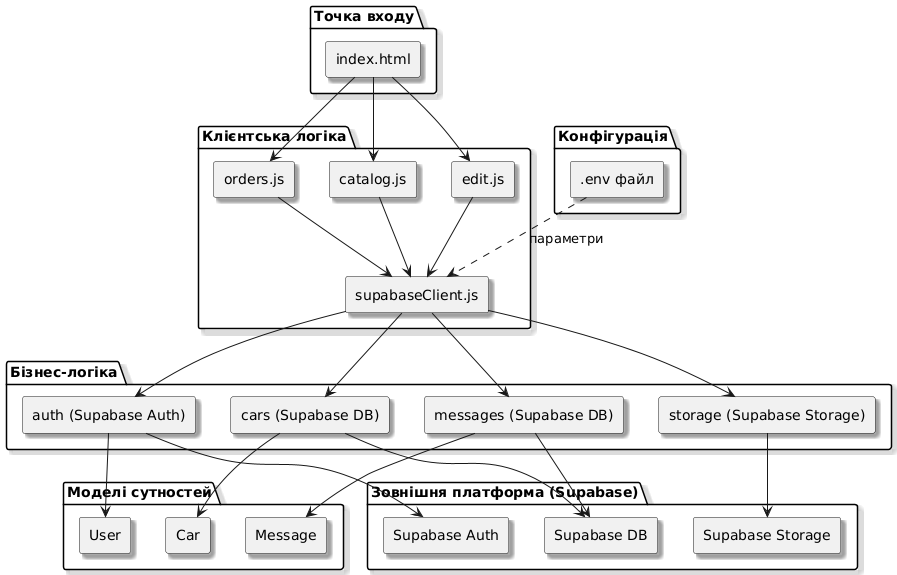 Точка входу
index.html
Клієнтська логіка
Конфігурація
orders.js
catalog.js
edit.js
.env файл
параметри
supabaseClient.js
Бізнес-логіка
auth (Supabase Auth)
cars (Supabase DB)
messages (Supabase DB)
storage (Supabase Storage)
Моделі сутностей
Зовнішня платформа (Supabase)
User
Car
Message
Supabase Auth
Supabase DB
Supabase Storage